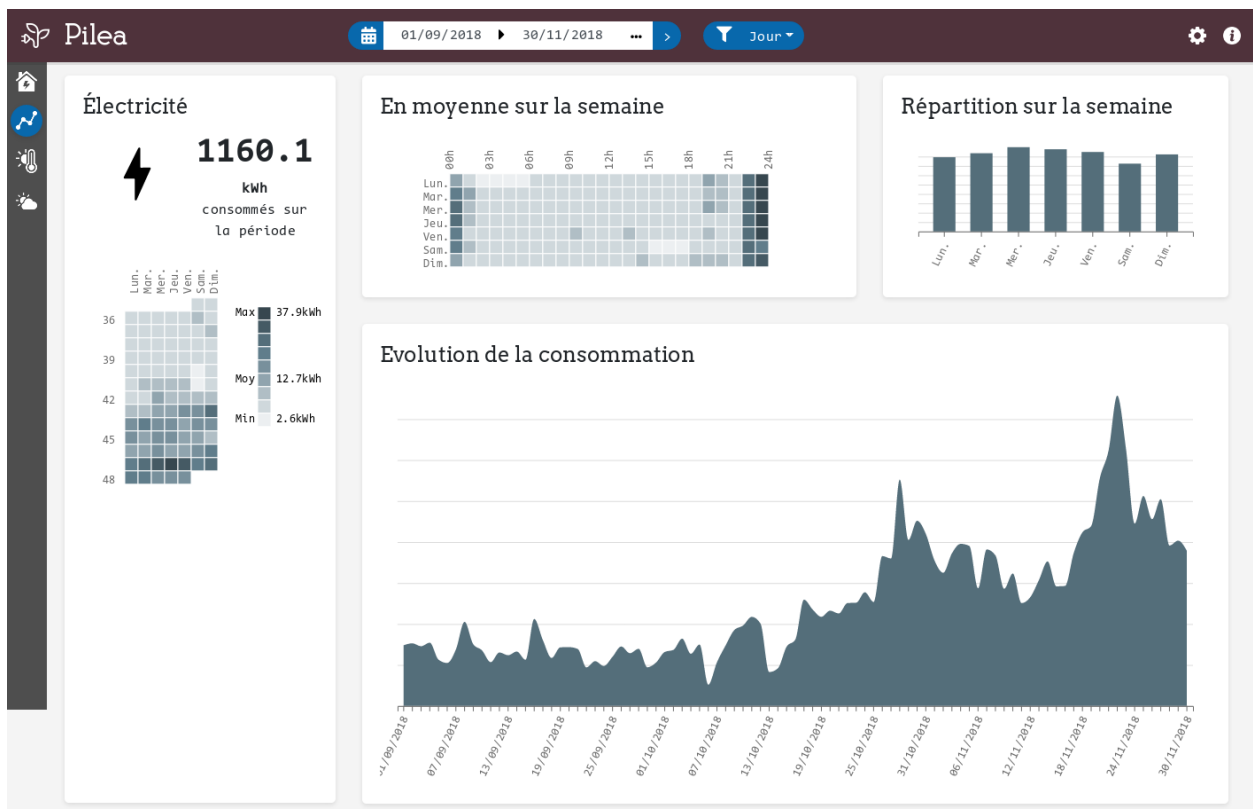 Pilea
01/09/2018
30/11/2018
...
>
Jour
Électricité
1160.1
kWh
consommés sur
la période
Lun.
Mar.
Mer.
Jeu.
Ven.
Sam.
Dim.
36
39
42
45
48
Max 37.9kWh
Moy 12.7kWh
Min 2.6kWh
En moyenne sur la semaine
00h
03h
06h
09h
12h
15h
18h
21h
24h
Lun.
Mar.
Mer.
Jeu.
Ven.
Sam.
Dim.
Répartition sur la semaine
Lun.
Mar.
Mer.
Jeu.
Ven.
Sam.
Dim.
Evolution de la consommation
01/09/2018
07/09/2018
13/09/2018
19/09/2018
25/09/2018
01/10/2018
07/10/2018
13/10/2018
19/10/2018
25/10/2018
31/10/2018
06/11/2018
12/11/2018
18/11/2018
24/11/2018
30/11/2018